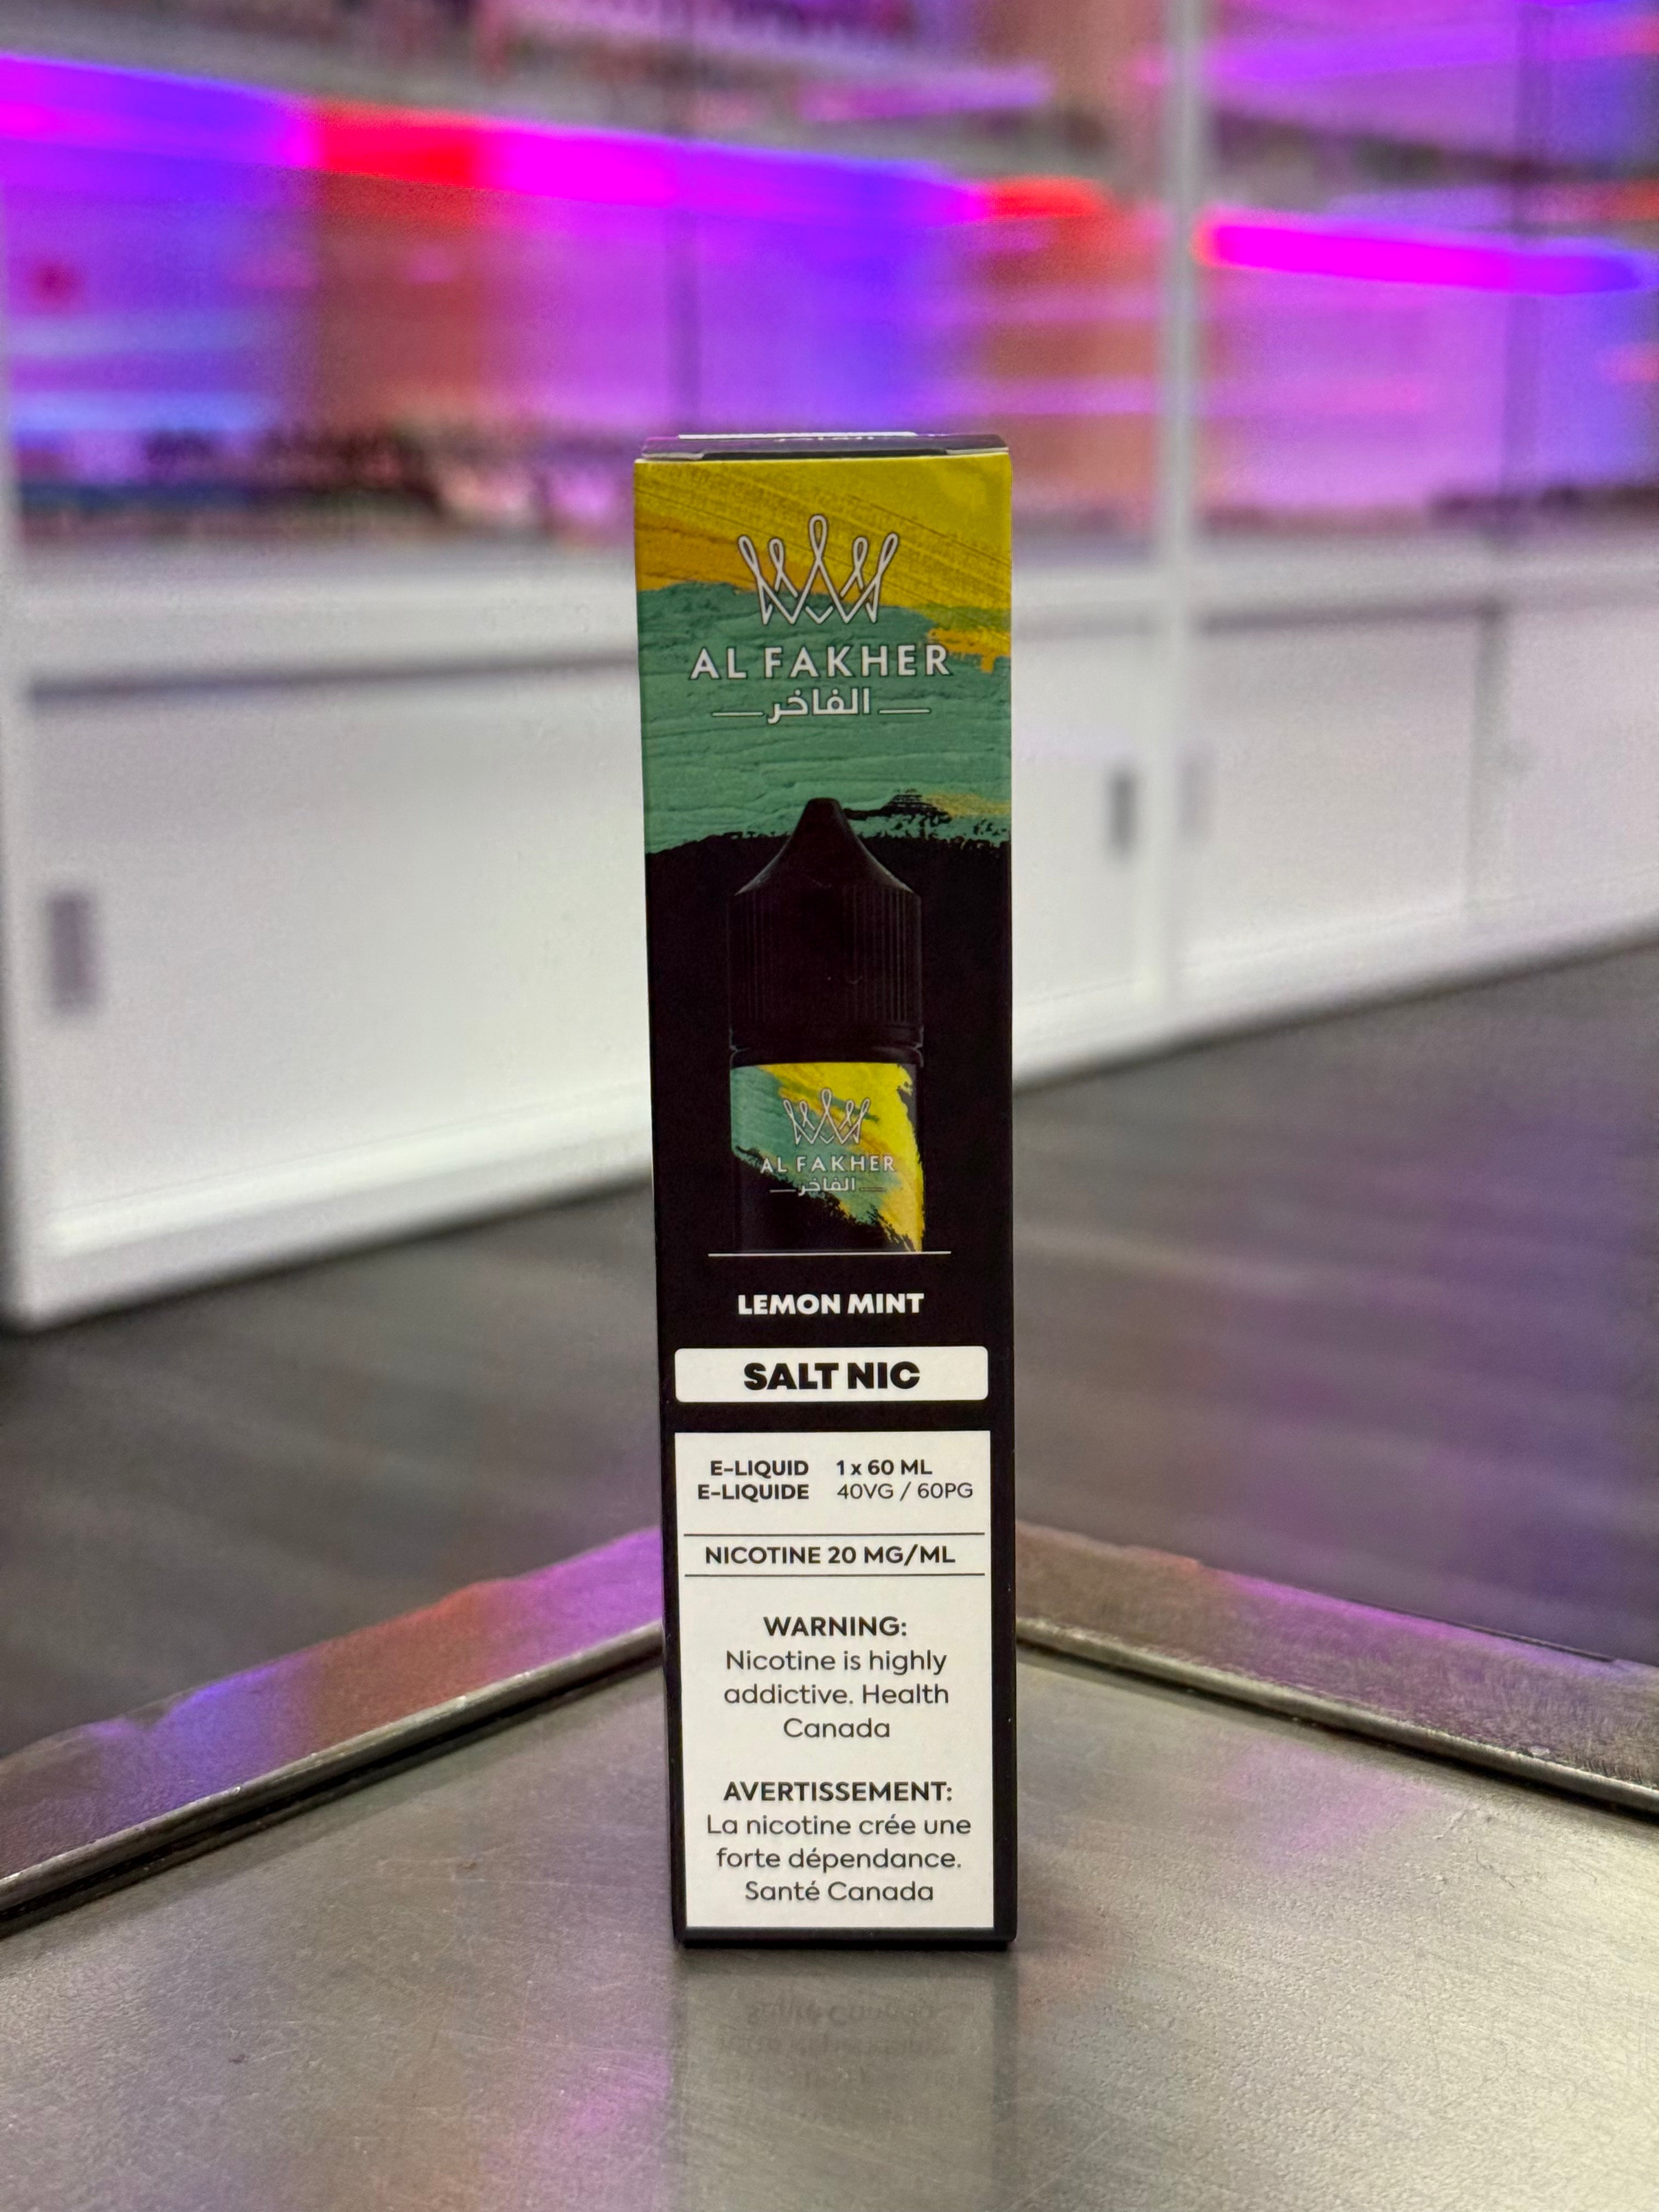 AL FAKHER
الفاخر
AL FAKHER
الفاخر
LEMON MINT
SALT NIC
E-LIQUID 1 x 60 ML
E-LIQUIDE 40VG / 60PG
NICOTINE 20 MG/ML
WARNING:
Nicotine is highly
addictive. Health
Canada
AVERTISSEMENT:
La nicotine crée une
forte dépendance.
Santé Canada